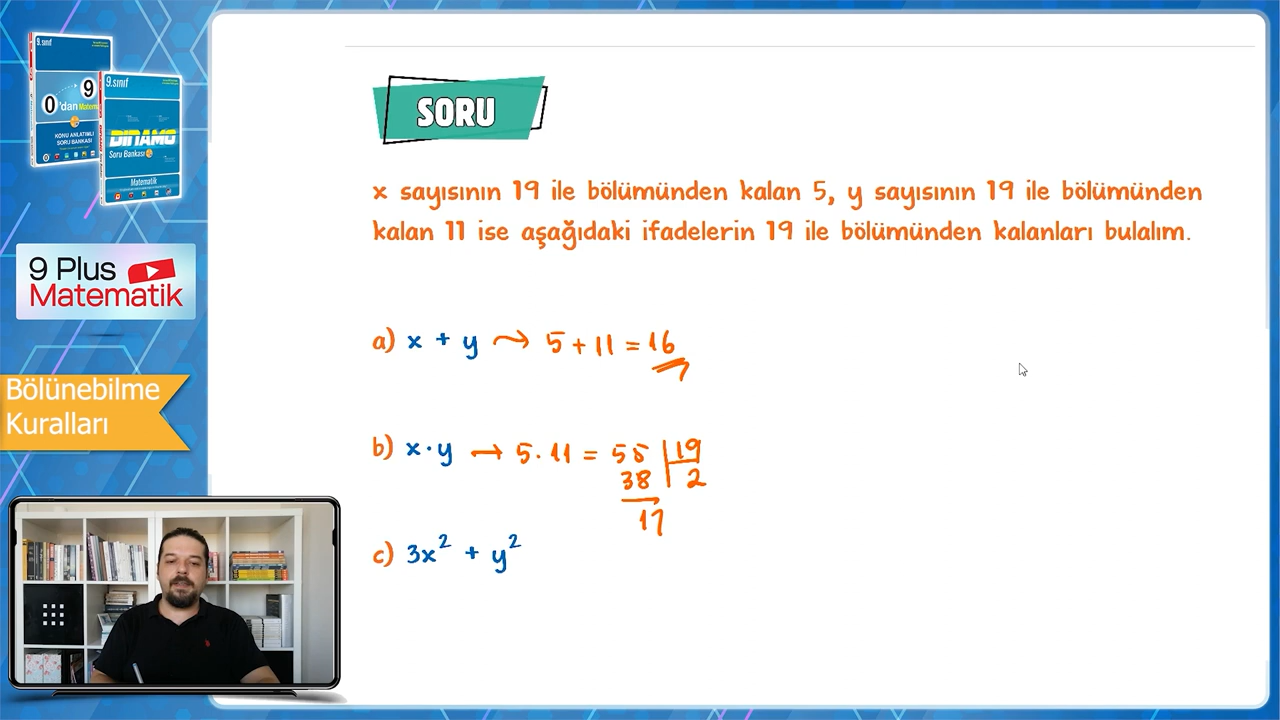 9.sınıf
0'dan 9
Matematik
KONU ANLATIMLI
SORU BANKASI
9.sınıf
DİNAMO
Soru Bankası
Matematik
9 Plus
Matematik
Bölünebilme
Kuralları
SORU
x sayısının 19 ile bölümünden kalan 5, y sayısının 19 ile bölümünden
kalan 11 ise aşağıdaki ifadelerin 19 ile bölümünden kalanları bulalım.
a) x + y → 5 + 11 = 16
b) x · y → 5 . 11 = 55 | 19
38 | 2
17
c) 3x² + y²